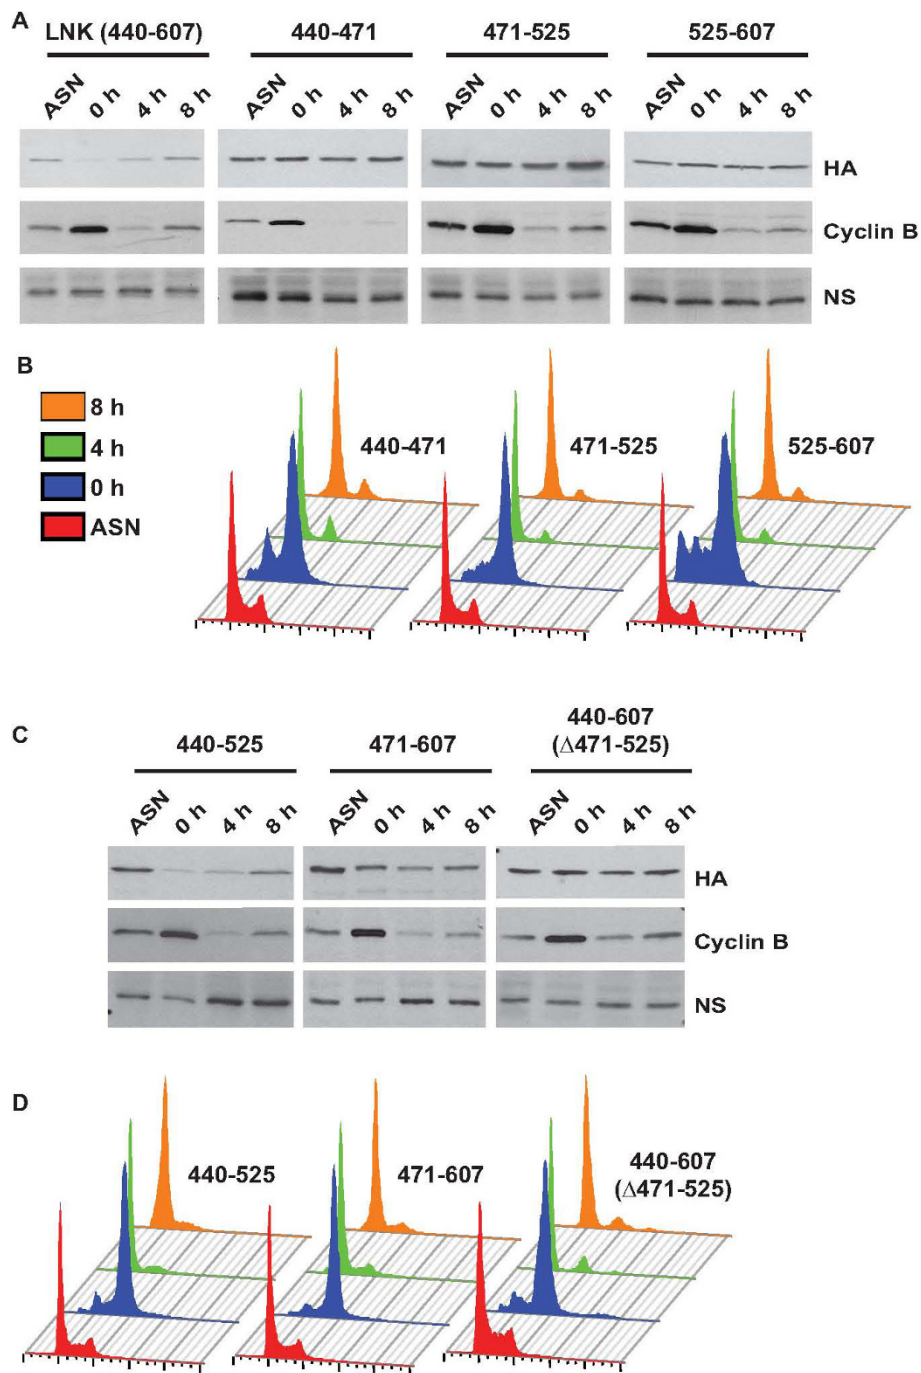 A
LNK (440-607) 440-471 471-525 525-607
ASN 0 h 4 h 8 h ASN 0 h 4 h 8 h ASN 0 h 4 h 8 h ASN 0 h 4 h 8 h
HA
Cyclin B
NS
B
8 h
4 h
0 h
ASN
440-471 471-525 525-607
C
440-525 471-607 440-607
(Δ471-525)
ASN 0 h 4 h 8 h ASN 0 h 4 h 8 h ASN 0 h 4 h 8 h
HA
Cyclin B
NS
D
440-525 471-607 440-607
(Δ471-525)